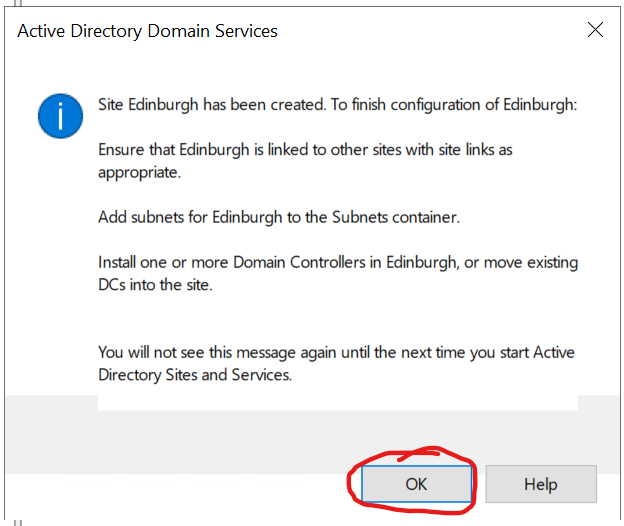 Active Directory Domain Services
Site Edinburgh has been created. To finish configuration of Edinburgh:
Ensure that Edinburgh is linked to other sites with site links as
appropriate.
Add subnets for Edinburgh to the Subnets container.
Install one or more Domain Controllers in Edinburgh, or move existing
DCs into the site.
You will not see this message again until the next time you start Active
Directory Sites and Services.
OK
Help